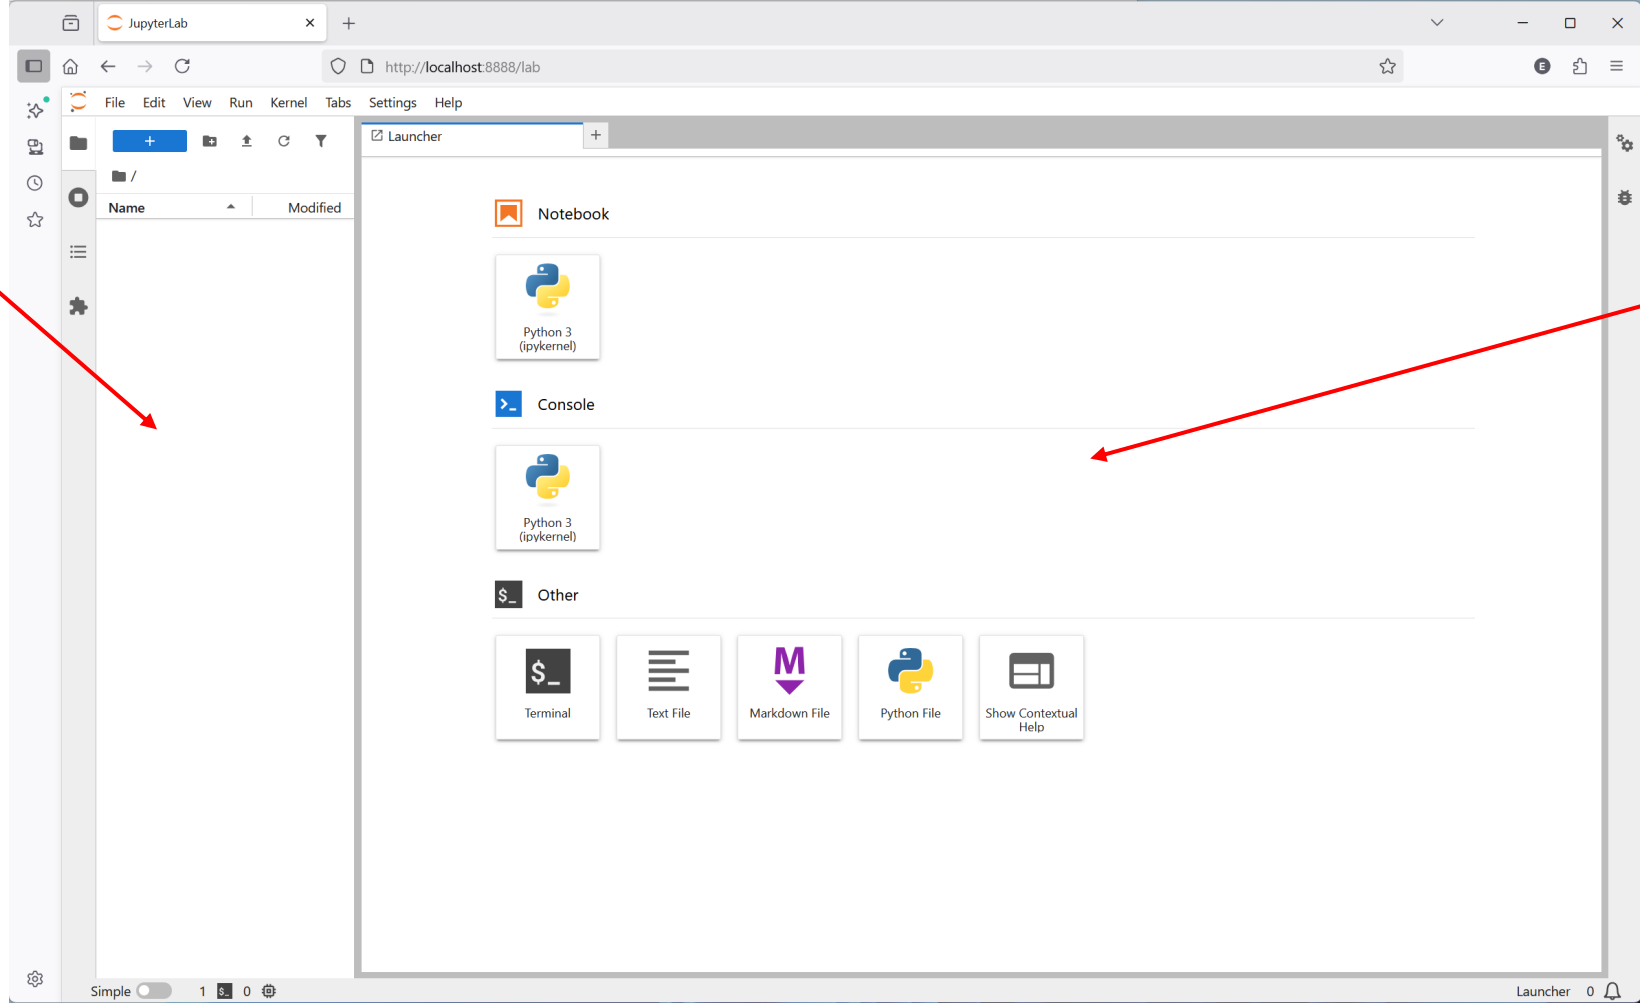 JupyterLab
http://localhost:8888/lab
E
File Edit View Run Kernel Tabs Settings Help
Launcher
/
Name Modified
Notebook
Python 3
(ipykernel)
Console
Python 3
(ipykernel)
$_ Other
$_
Terminal
Text File
M
Markdown File
Python File
Show Contextual
Help
Simple 1 $_ 0
Launcher 0